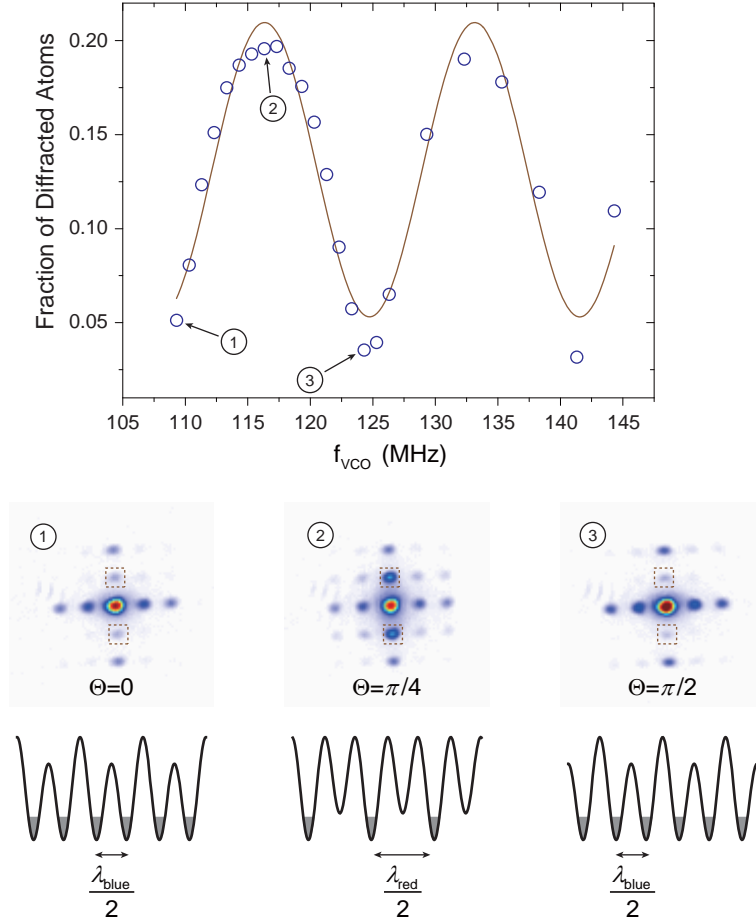 0.20
0.15
0.10
0.05
Fraction of Diffracted Atoms
1
2
3
105 110 115 120 125 130 135 140 145
f_VCO (MHz)
1 2 3
Θ=0 Θ=π/4 Θ=π/2
λ_blue/2 λ_red/2 λ_blue/2